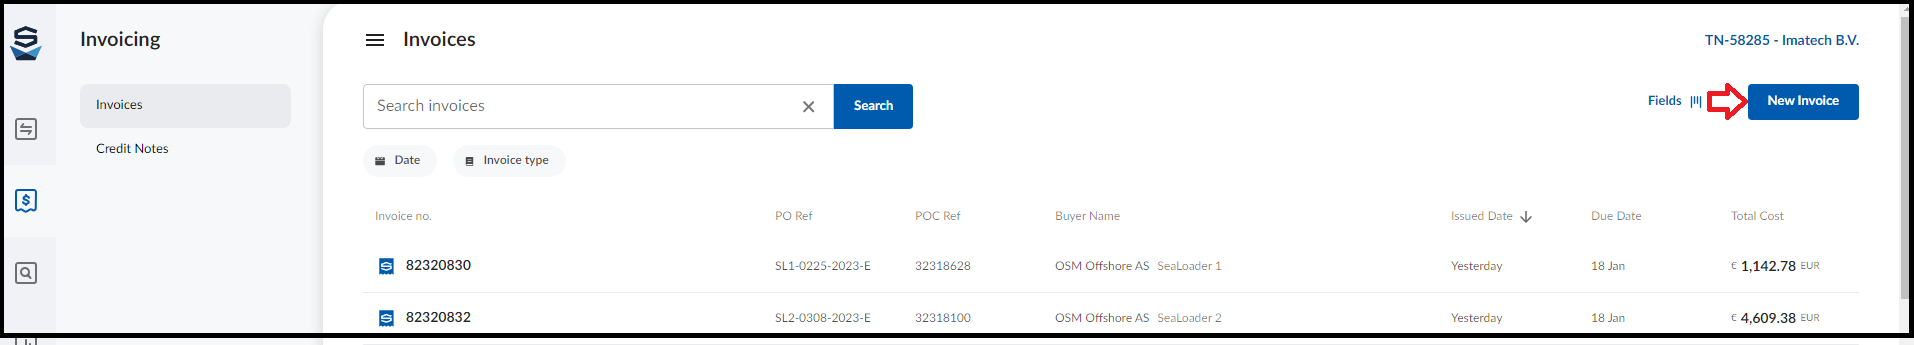 Invoicing
Invoices
TN-58285 - Imatech B.V.
Invoices
Credit Notes
Search invoices
Search
Fields
New Invoice
Date
Invoice type
Invoice no. PO Ref POC Ref Buyer Name Issued Date Due Date Total Cost
82320830 SL1-0225-2023-E 32318628 OSM Offshore AS SeaLoader 1 Yesterday 18 Jan € 1,142.78 EUR
82320832 SL2-0308-2023-E 32318100 OSM Offshore AS SeaLoader 2 Yesterday 18 Jan € 4,609.38 EUR